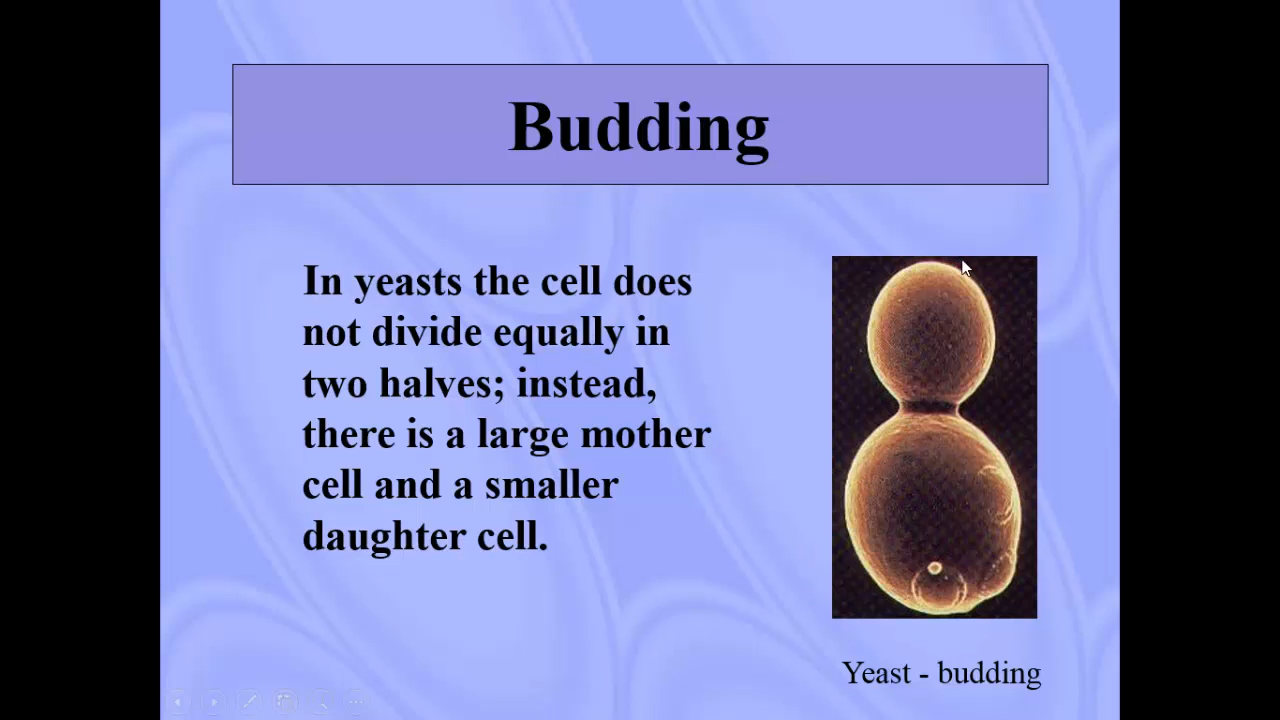 Budding
In yeasts the cell does
not divide equally in
two halves; instead,
there is a large mother
cell and a smaller
daughter cell.
Yeast - budding